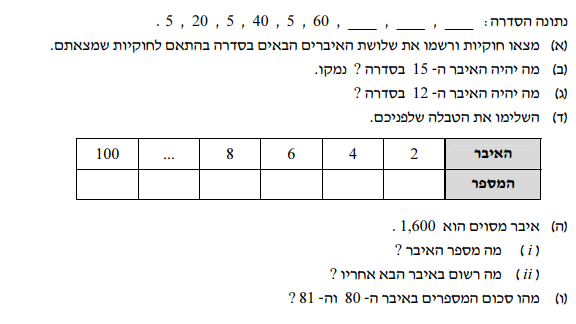 נתונה הסדרה: 5 , 20 , 5 , 40 , 5 , 60 , ___ , ___ , ___ .
(א) מצאו חוקיות ורשמו את שלושת האיברים הבאים בסדרה בהתאם לחוקיות שמצאתם.
(ב) מה יהיה האיבר ה- 15 בסדרה ? נמקו.
(ג) מה יהיה האיבר ה- 12 בסדרה ?
(ד) השלימו את הטבלה שלפניכם.
האיבר 2 4 6 8 ... 100
המספר
(ה) איבר מסוים הוא 1,600 .
(i) מה מספר האיבר ?
(ii) מה רשום באיבר הבא אחריו ?
(ו) מהו סכום המספרים באיבר ה- 80 וה- 81 ?